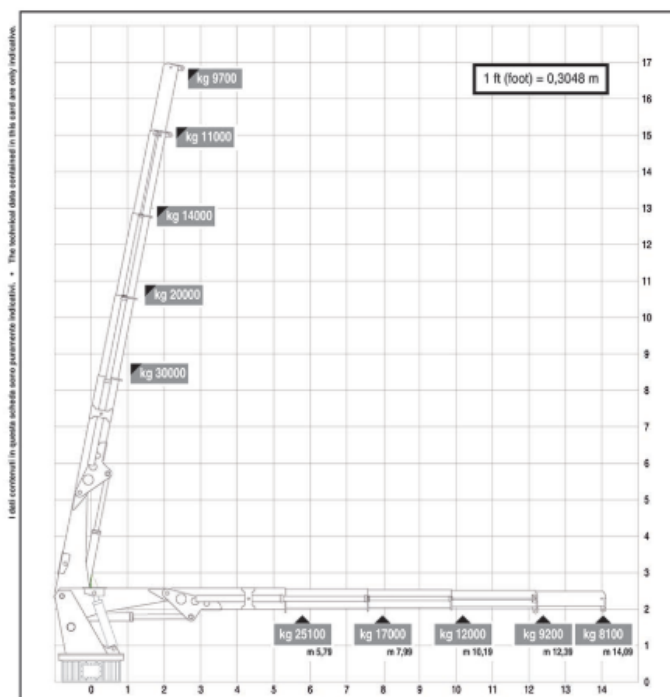 I dati contenuti in questa scheda sono puramente indicativi. • The technical data contained in this card are only indicative.
1 ft (foot) = 0,3048 m
kg 9700
kg 11000
kg 14000
kg 20000
kg 30000
17
16
15
14
13
12
11
10
9
8
7
6
5
4
3
2
1
0
kg 25100 kg 17000 kg 12000 kg 9200 kg 8100
m 5,79 m 7,99 m 10,19 m 12,39 m 14,09
0 1 2 3 4 5 6 7 8 9 10 11 12 13 14